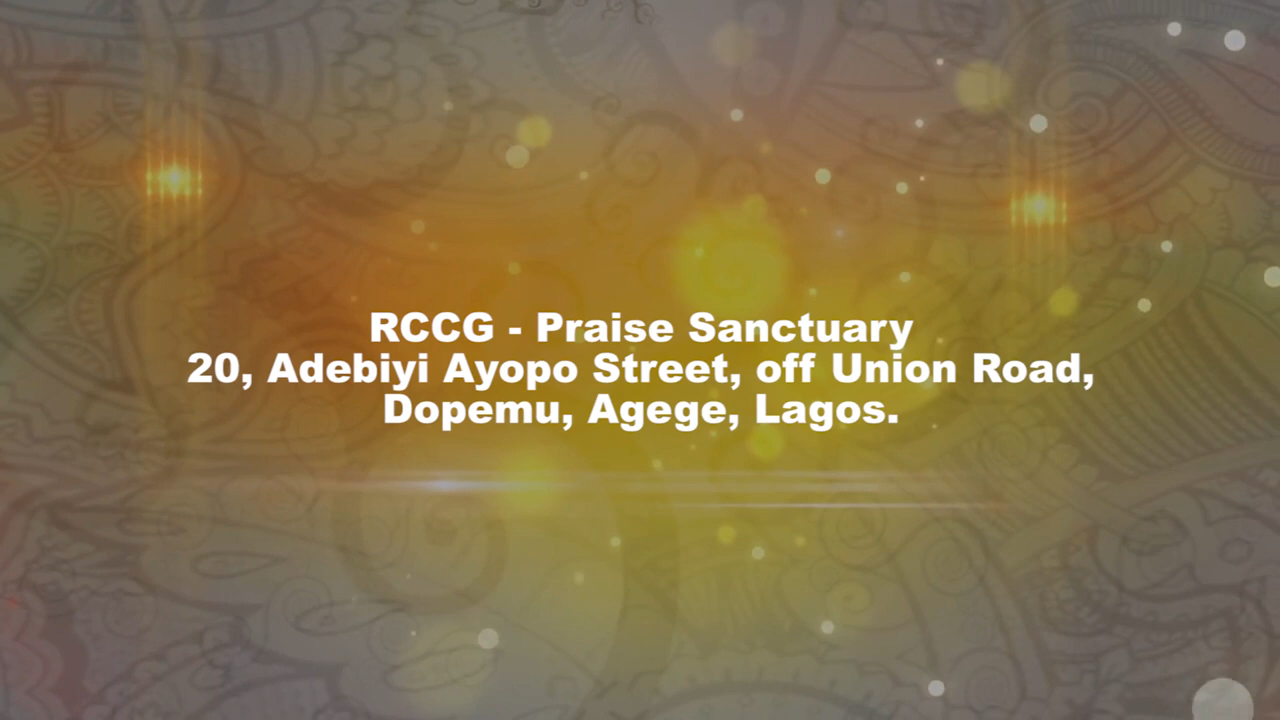 RCCG - Praise Sanctuary
20, Adebiyi Ayopo Street, off Union Road,
Dopemu, Agege, Lagos.